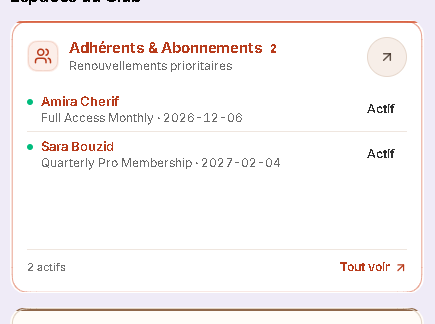 Espaces du Club
Adhérents & Abonnements 2
Renouvellements prioritaires
Amira Cherif
Full Access Monthly · 2026-12-06
Actif
Sara Bouzid
Quarterly Pro Membership · 2027-02-04
Actif
2 actifs
Tout voir